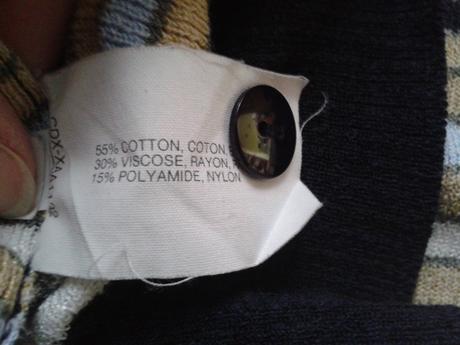 55% COTTON, COTON,
30% VISCOSE, RAYON,
15% POLYAMIDE, NYLON